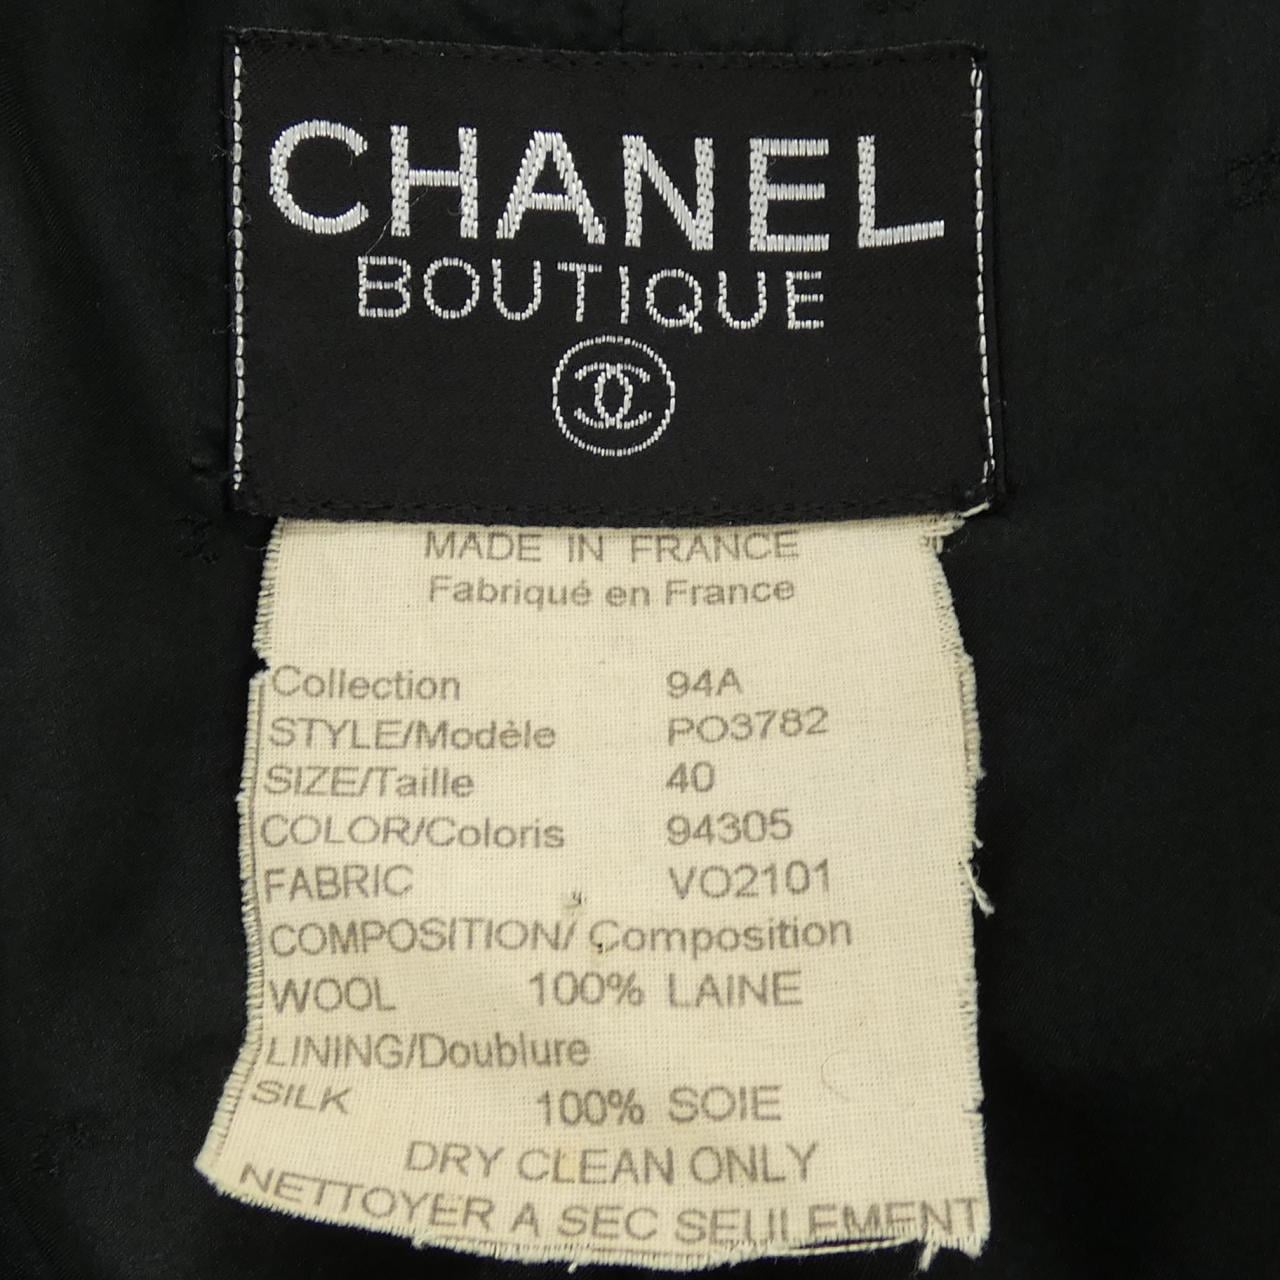 CHANEL
BOUTIQUE
MADE IN FRANCE
Fabriqué en France
Collection 94A
STYLE/Modèle PO3782
SIZE/Taille 40
COLOR/Coloris 94305
FABRIC VO2101
COMPOSITION/ Composition
WOOL 100% LAINE
LINING/Doublure
SILK 100% SOIE
DRY CLEAN ONLY
NETTOYER A SEC SEULEMENT